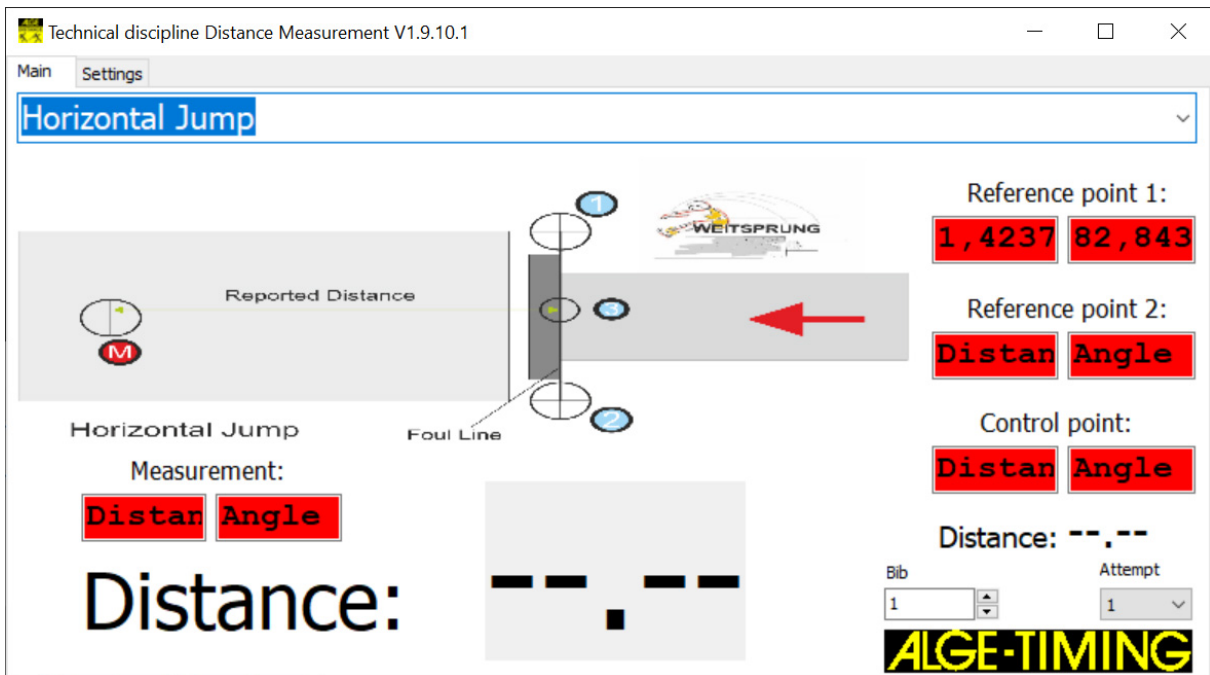 Technical discipline Distance Measurement V1.9.10.1
Main Settings
Horizontal Jump
1
WEITSPRUNG
Reported Distance
3
M
2
Horizontal Jump
Foul Line
Reference point 1:
1,4237 82,843
Reference point 2:
Distan Angle
Control point:
Distan Angle
Measurement:
Distan Angle
Distance: --.--
Distance: --.--
Bib
Attempt
1
1
ALGE-TIMING